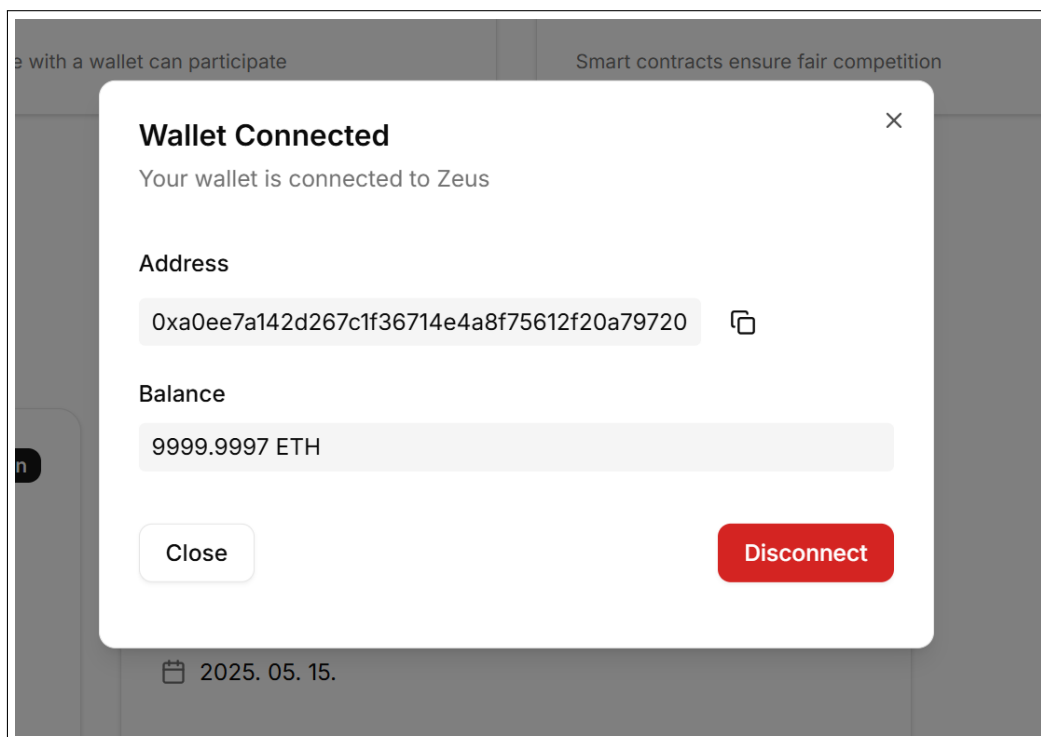 e with a wallet can participate
Smart contracts ensure fair competition
Wallet Connected
Your wallet is connected to Zeus
Address
0xa0ee7a142d267c1f36714e4a8f75612f20a79720
Balance
9999.9997 ETH
Close
Disconnect
n
2025. 05. 15.